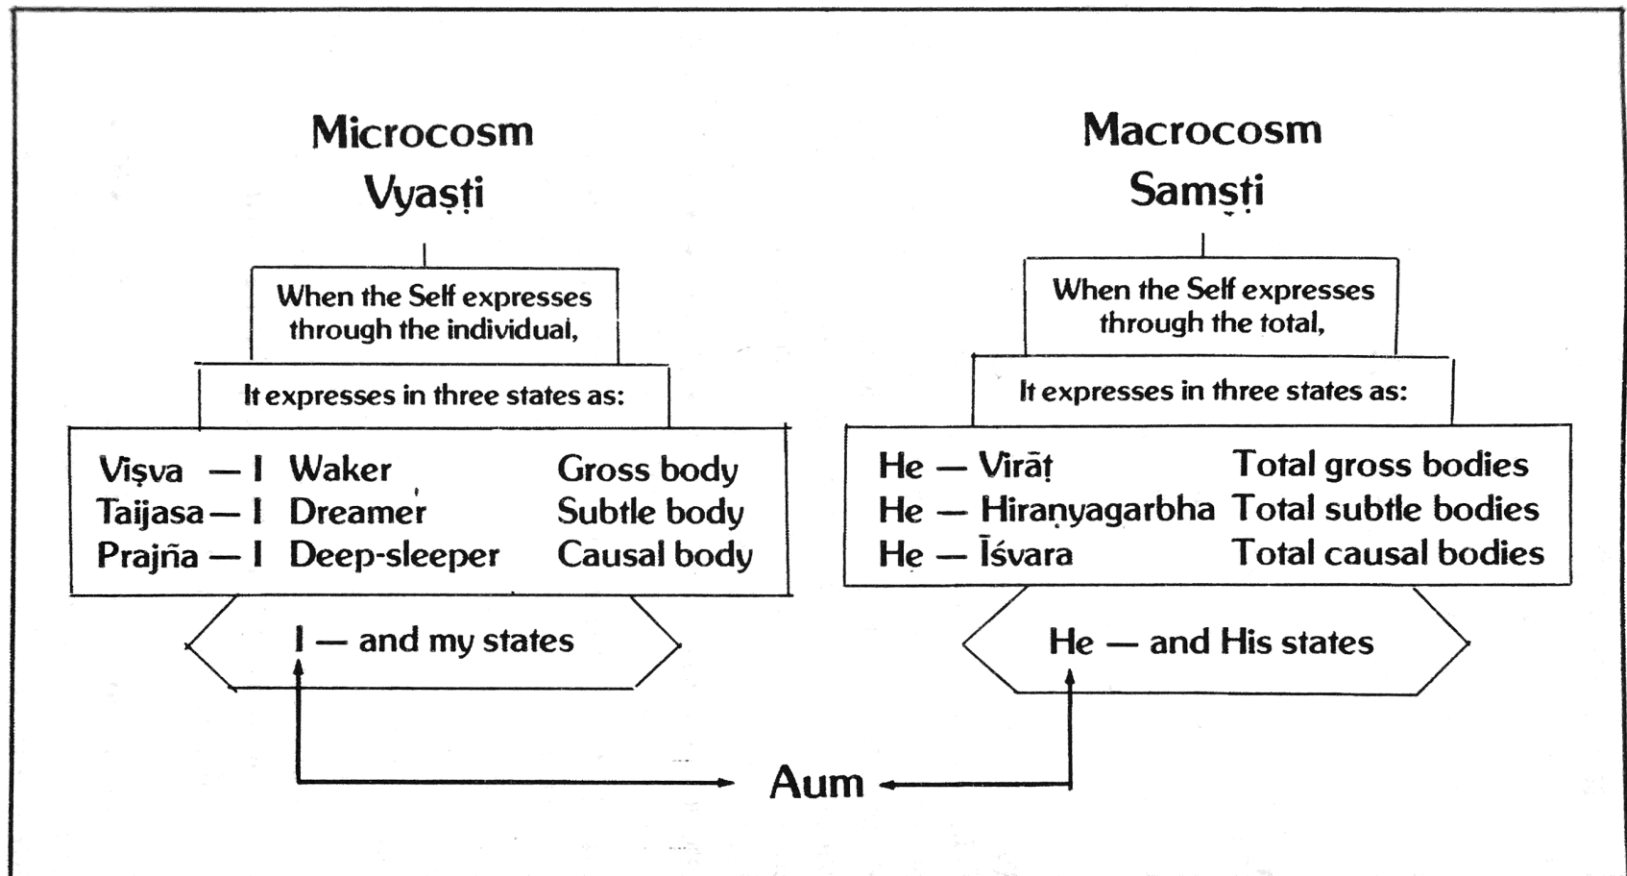 Microcosm
Vyaṣṭi
When the Self expresses
through the individual,
It expresses in three states as:
Viṣva — I Waker Gross body
Taijasa — I Dreamer Subtle body
Prajña — I Deep-sleeper Causal body
I — and my states
Macrocosm
Samṣṭi
When the Self expresses
through the total,
It expresses in three states as:
He — Virāṭ Total gross bodies
He — Hiraṇyagarbha Total subtle bodies
He — Īśvara Total causal bodies
He — and His states
Aum